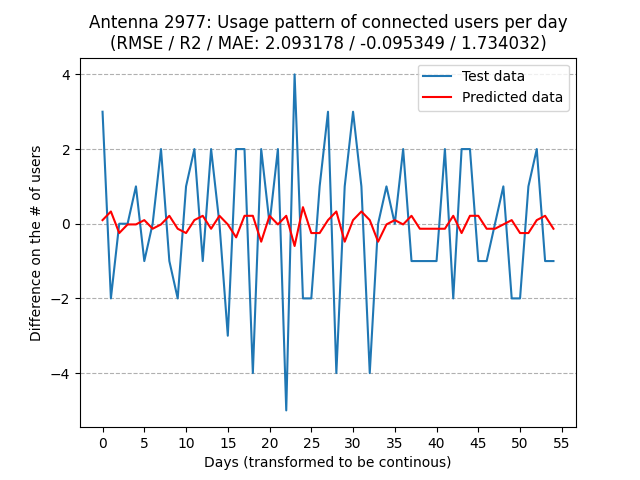 Antenna 2977: Usage pattern of connected users per day
(RMSE / R2 / MAE: 2.093178 / -0.095349 / 1.734032)
Test data
Predicted data
Difference on the # of users
4
2
0
−2
−4
0 5 10 15 20 25 30 35 40 45 50 55
Days (transformed to be continous)